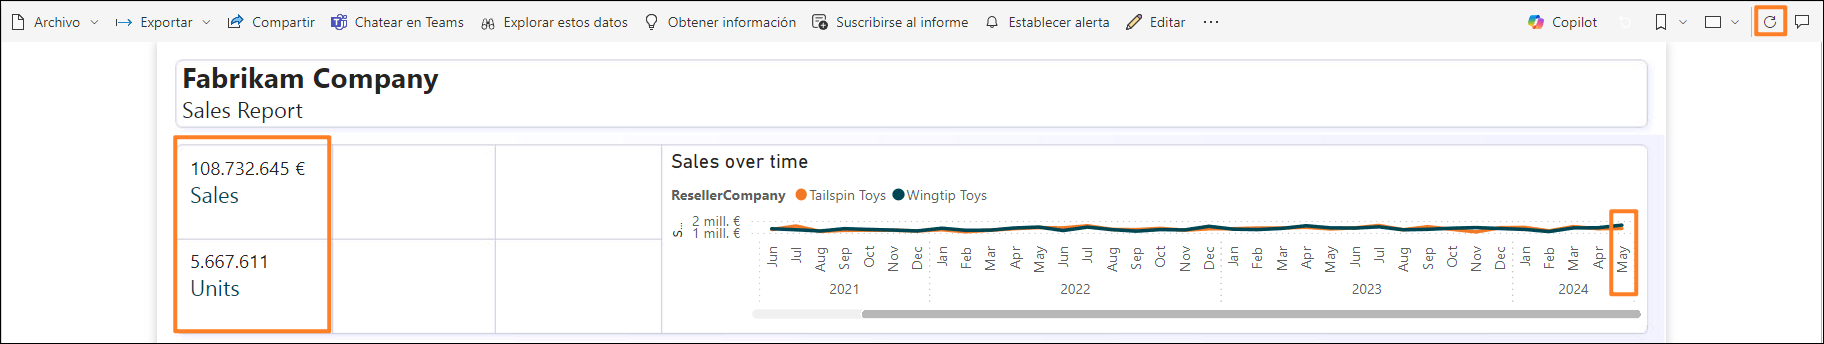 Archivo Exportar Compartir Chatear en Teams Explorar estos datos Obtener información Suscribirse al informe Establecer alerta Editar ... Copilot
Fabrikam Company
Sales Report
108.732.645 €
Sales
5.667.611
Units
Sales over time
ResellerCompany Tailspin Toys Wingtip Toys
S...
2 mill. €
1 mill. €
Jun Jul Aug Sep Oct Nov Dec Jan Feb Mar Apr May Jun Jul Aug Sep Oct Nov Dec Jan Feb Mar Apr May Jun Jul Aug Sep Oct Nov Dec Jan Feb Mar Apr May
2021 2022 2023 2024